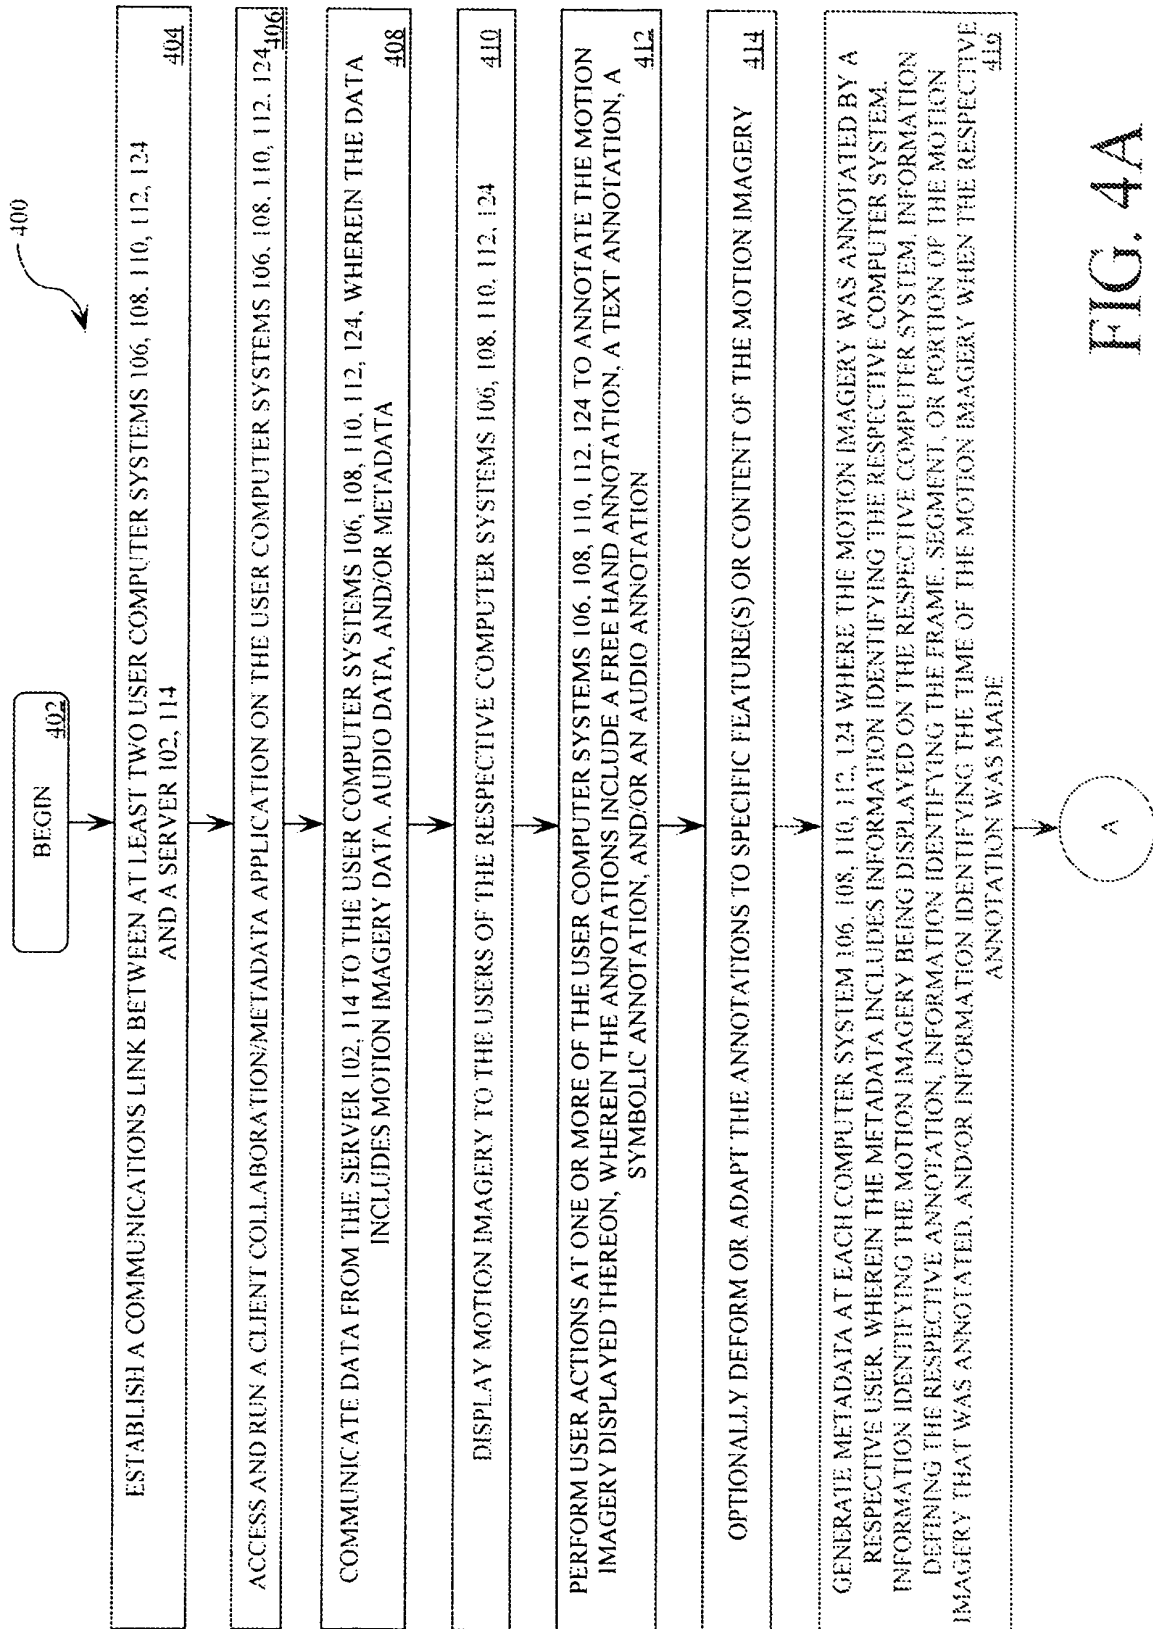 400
BEGIN
402
ESTABLISH A COMMUNICATIONS LINK BETWEEN AT LEAST TWO USER COMPUTER SYSTEMS 106, 108. 110, 112, 124
AND A SERVER 102, 114
404
ACCESS AND RUN A CLIENT COLLABORATION/METADATA APPLICATION ON THE USER COMPUTER SYSTEMS 106. 108, 110, 112. 124
406
COMMUNICATE DATA FROM THE SERVER 102, 114 TO THE USER COMPUTER SYSTEMS 106, 108, 110, 112, 124, WHEREIN THE DATA
INCLUDES MOTION IMAGERY DATA. AUDIO DATA, AND/OR METADATA
408
DISPLAY MOTION IMAGERY TO THE USERS OF THE RESPECTIVE COMPUTER SYSTEMS 106, 108. 110, 112, 124
410
PERFORM USER ACTIONS AT ONE OR MORE OF THE USER COMPUTER SYSTEMS 106. 108, 110, 112. 124 TO ANNOTATE THE MOTION
IMAGERY DISPLAYED THEREON, WHEREIN THE ANNOTATIONS INCLUDE A FREE HAND ANNOTATION, A TEXT ANNOTATION, A
SYMBOLIC ANNOTATION, AND/OR AN AUDIO ANNOTATION
412
OPTIONALLY DEFORM OR ADAPT THE ANNOTATIONS TO SPECIFIC FEATURE(S) OR CONTENT OF THE MOTION IMAGERY
414
GENERATE METADATA AT EACH COMPUTER SYSTEM 106. 108, 110, 112, 124 WHERE THE MOTION IMAGERY WAS ANNOTATED BY A
RESPECTIVE USER, WHEREIN THE METADATA INCLUDES INFORMATION IDENTIFYING THE RESPECTIVE COMPUTER SYSTEM.
INFORMATION IDENTIFYING THE MOTION IMAGERY BEING DISPLAYED ON THE RESPECTIVE COMPUTER SYSTEM, INFORMATION
DEFINING THE RESPECTIVE ANNOTATION, INFORMATION IDENTIFYING THE FRAME, SEGMENT, OR PORTION OF THE MOTION
IMAGERY THAT WAS ANNOTATED, AND/OR INFORMATION IDENTIFYING THE TIME OF THE MOTION IMAGERY WHEN THE RESPECTIVE
ANNOTATION WAS MADE
416
A
FIG. 4A